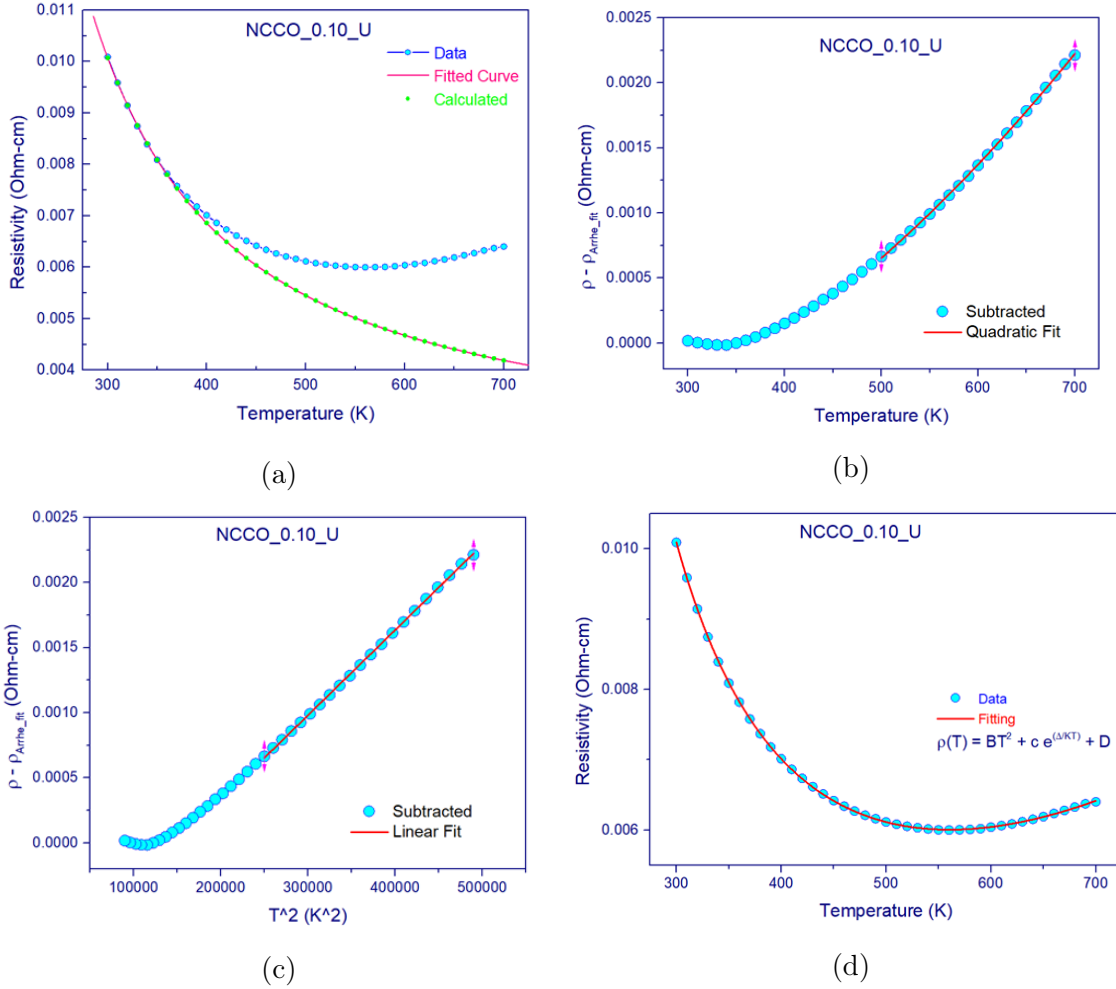 NCCO_0.10_U
Data
Fitted Curve
Calculated
0.011
0.010
0.009
0.008
0.007
0.006
0.005
0.004
Resistivity (Ohm-cm)
300 400 500 600 700
Temperature (K)
(a)
NCCO_0.10_U
0.0025
0.0020
0.0015
0.0010
0.0005
0.0000
ρ - ρArrhe_fit (Ohm-cm)
Subtracted
Quadratic Fit
300 400 500 600 700
Temperature (K)
(b)
NCCO_0.10_U
0.0025
0.0020
0.0015
0.0010
0.0005
0.0000
ρ - ρArrhe_fit (Ohm-cm)
Subtracted
Linear Fit
100000 200000 300000 400000 500000
T^2 (K^2)
(c)
NCCO_0.10_U
0.010
0.008
0.006
Resistivity (Ohm-cm)
Data
Fitting
ρ(T) = BT² + c e^(Δ/KT) + D
300 400 500 600 700
Temperature (K)
(d)